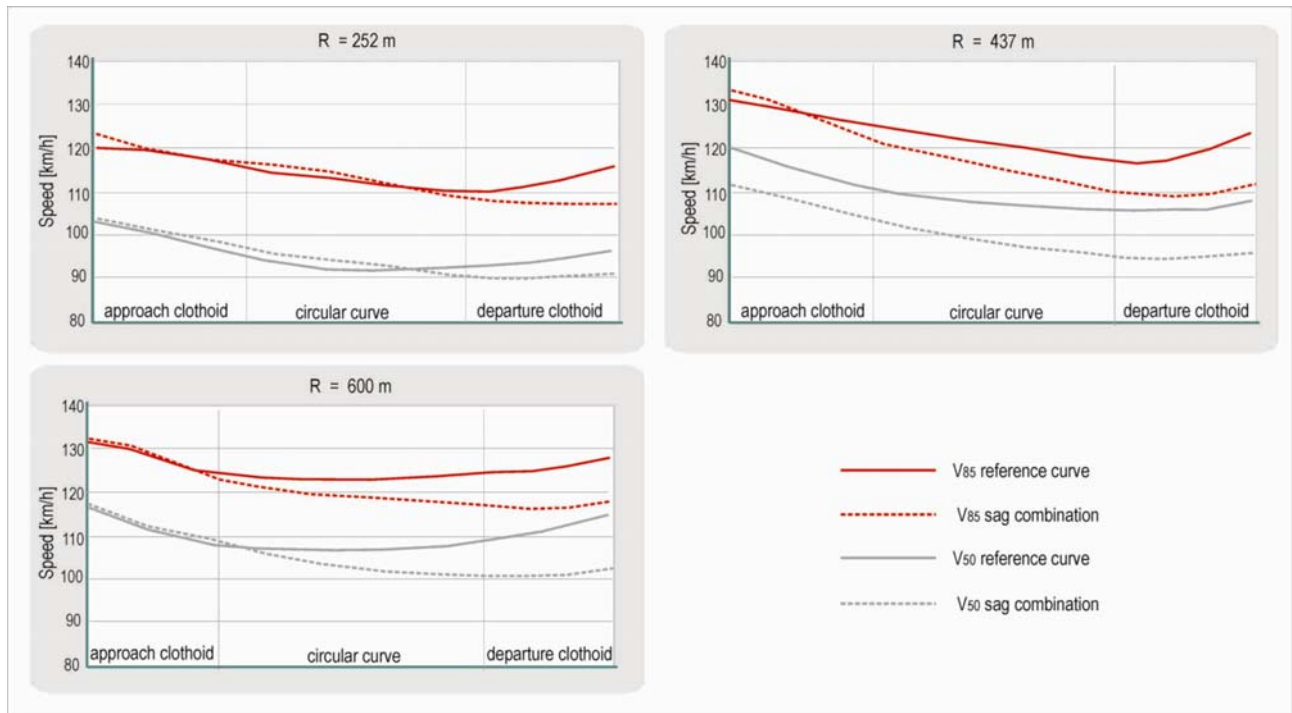 R = 252 m
140
130
120
110
100
90
80
Speed [km/h]
approach clothoid
circular curve
departure clothoid
R = 437 m
140
130
120
110
100
90
80
Speed [km/h]
approach clothoid
circular curve
departure clothoid
R = 600 m
140
130
120
110
100
90
80
Speed [km/h]
approach clothoid
circular curve
departure clothoid
V85 reference curve
V85 sag combination
V50 reference curve
V50 sag combination